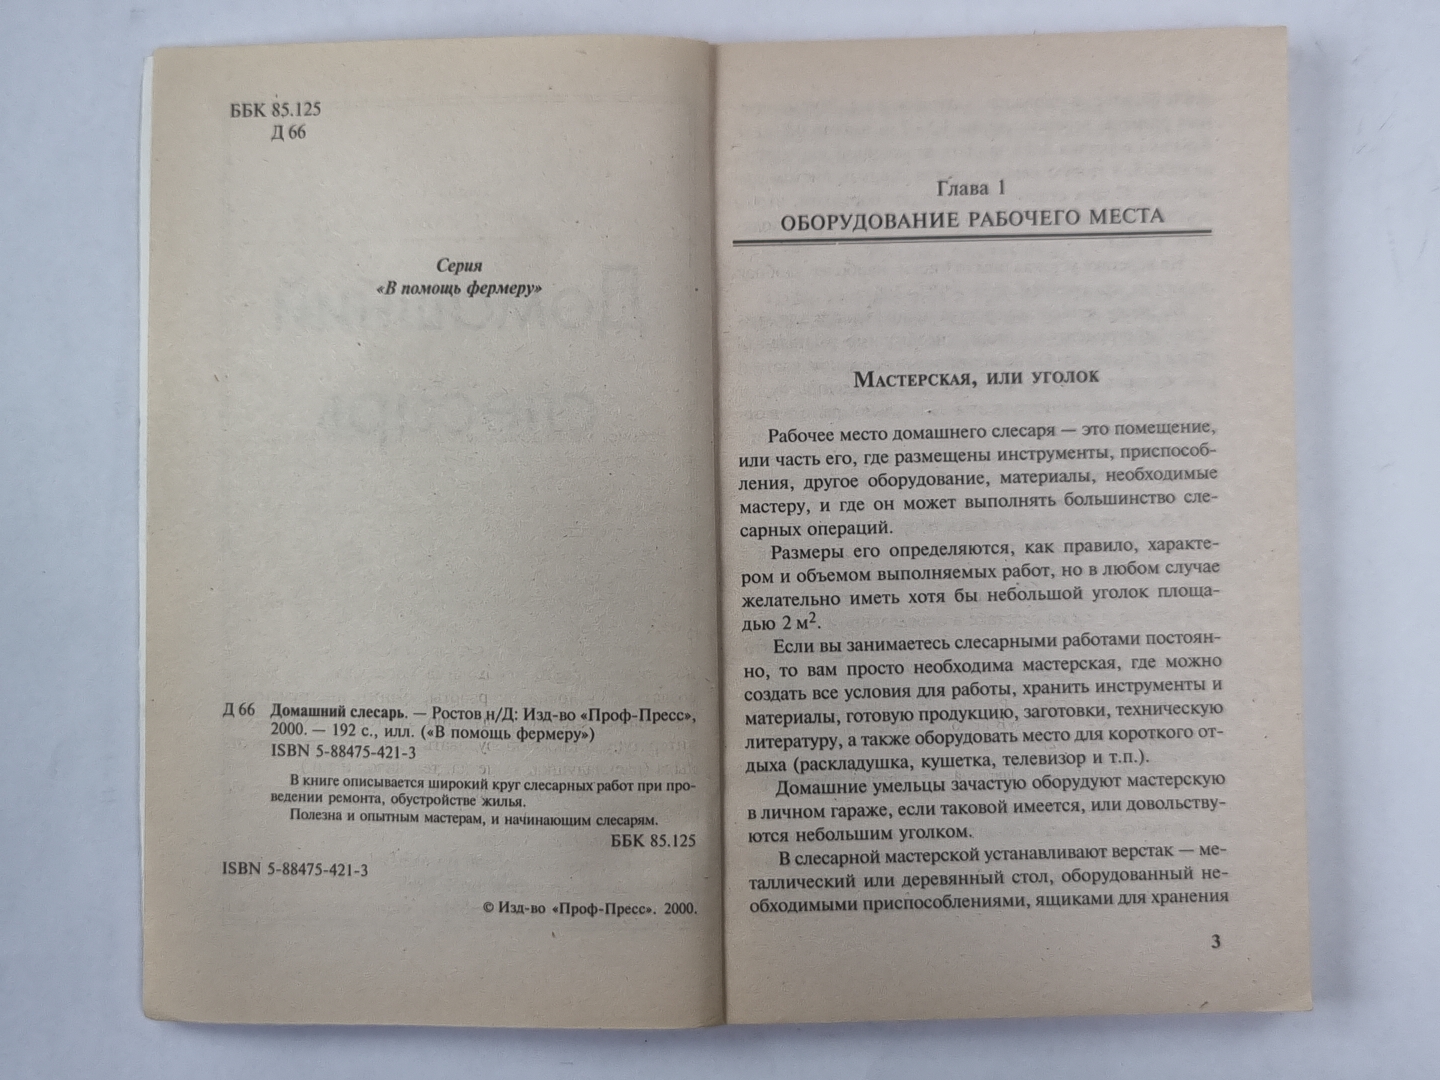 ББК 85.125
Д 66
Серия
«В помощь фермеру»
Д 66 Домашний слесарь. — Ростов н/Д: Изд-во «Проф-Пресс»,
2000. — 192 с., илл. («В помощь фермеру»)
ISBN 5-88475-421-3
В книге описывается широкий круг слесарных работ при про-
ведении ремонта, обустройстве жилья.
Полезна и опытным мастерам, и начинающим слесарям.
ББК 85.125
ISBN 5-88475-421-3
© Изд-во «Проф-Пресс». 2000.
Глава 1
ОБОРУДОВАНИЕ РАБОЧЕГО МЕСТА
МАСТЕРСКАЯ, ИЛИ УГОЛОК
Рабочее место домашнего слесаря — это помещение,
или часть его, где размещены инструменты, приспособ-
ления, другое оборудование, материалы, необходимые
мастеру, и где он может выполнять большинство сле-
сарных операций.
Размеры его определяются, как правило, характе-
ром и объемом выполняемых работ, но в любом случае
желательно иметь хотя бы небольшой уголок площа-
дью 2 м².
Если вы занимаетесь слесарными работами постоян-
но, то вам просто необходима мастерская, где можно
создать все условия для работы, хранить инструменты и
материалы, готовую продукцию, заготовки, техническую
литературу, а также оборудовать место для короткого от-
дыха (раскладушка, кушетка, телевизор и т.п.).
Домашние умельцы зачастую оборудуют мастерскую
в личном гараже, если таковой имеется, или довольству-
ются небольшим уголком.
В слесарной мастерской устанавливают верстак — ме-
таллический или деревянный стол, оборудованный не-
обходимыми приспособлениями, ящиками для хранения
3